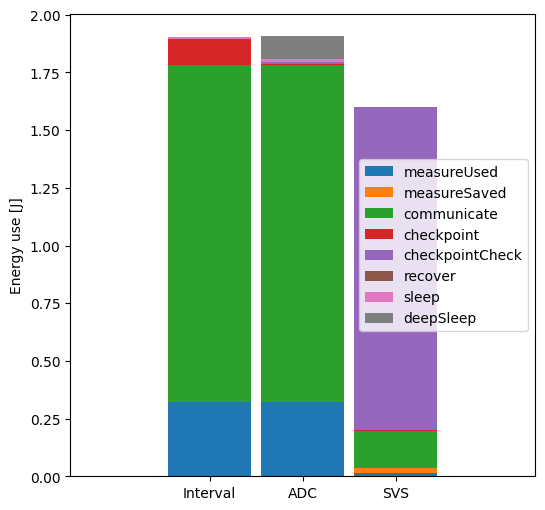 2.00
1.75
1.50
1.25
1.00
0.75
0.50
0.25
0.00
Energy use [J]
measureUsed
measureSaved
communicate
checkpoint
checkpointCheck
recover
sleep
deepSleep
Interval
ADC
SVS